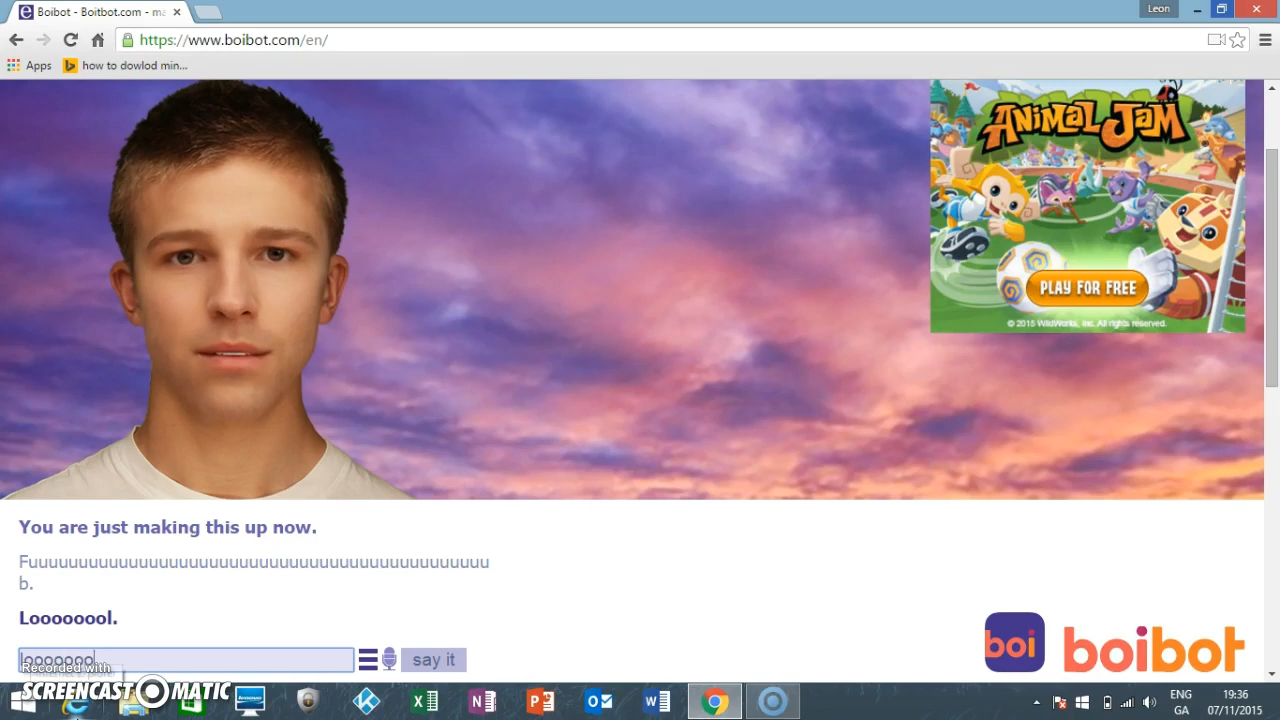 Boibot - Boitbot.com - ma
Leon
https://www.boibot.com/en/
Apps
how to dowlod min...
ANIMAL JAM
PLAY FOR FREE
© 2015 WildWorks, Inc. All rights reserved.
You are just making this up now.
Fuuuuuuuuuuuuuuuuuuuuuuuuuuuuuuuuuuuuuuuuuuuuuu
b.
Loooooool.
looooooo
say it
boi
boibot
Recorded with
SCREENCAST-O-MATIC
ENG
GA
19:36
07/11/2015